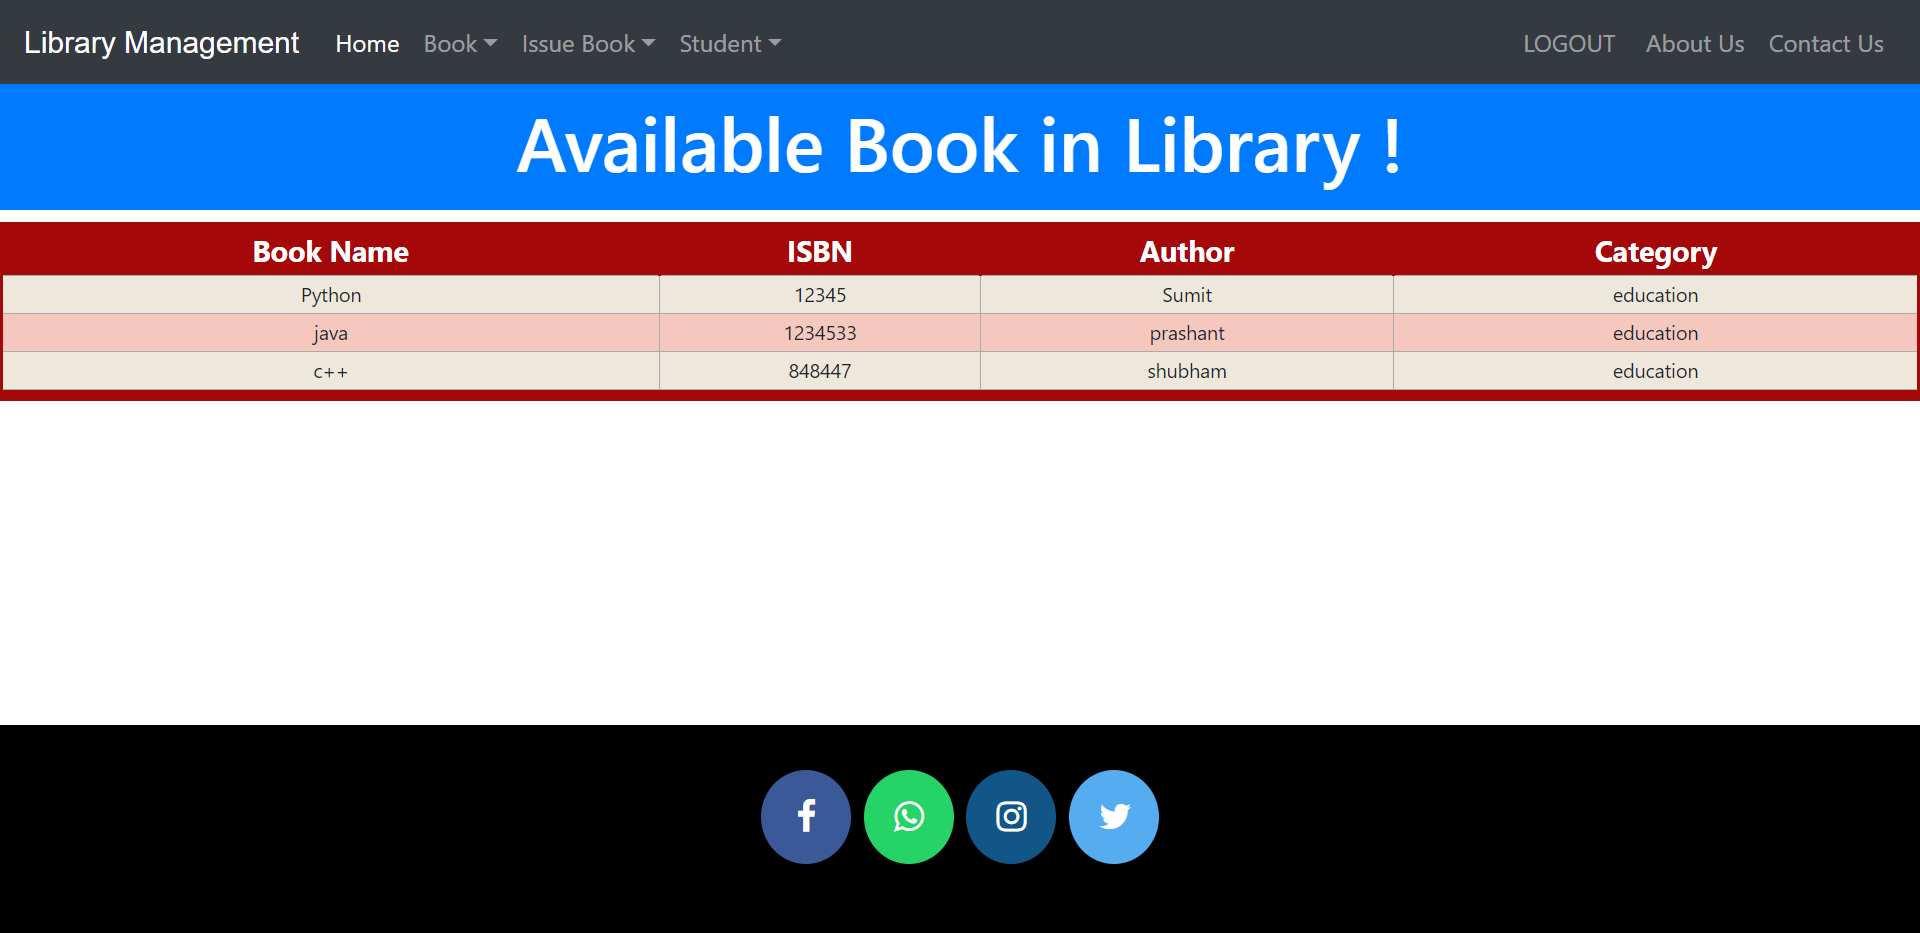 Library Management Home Book Issue Book Student LOGOUT About Us Contact Us
Available Book in Library !
Book Name ISBN Author Category
Python 12345 Sumit education
java 1234533 prashant education
c++ 848447 shubham education